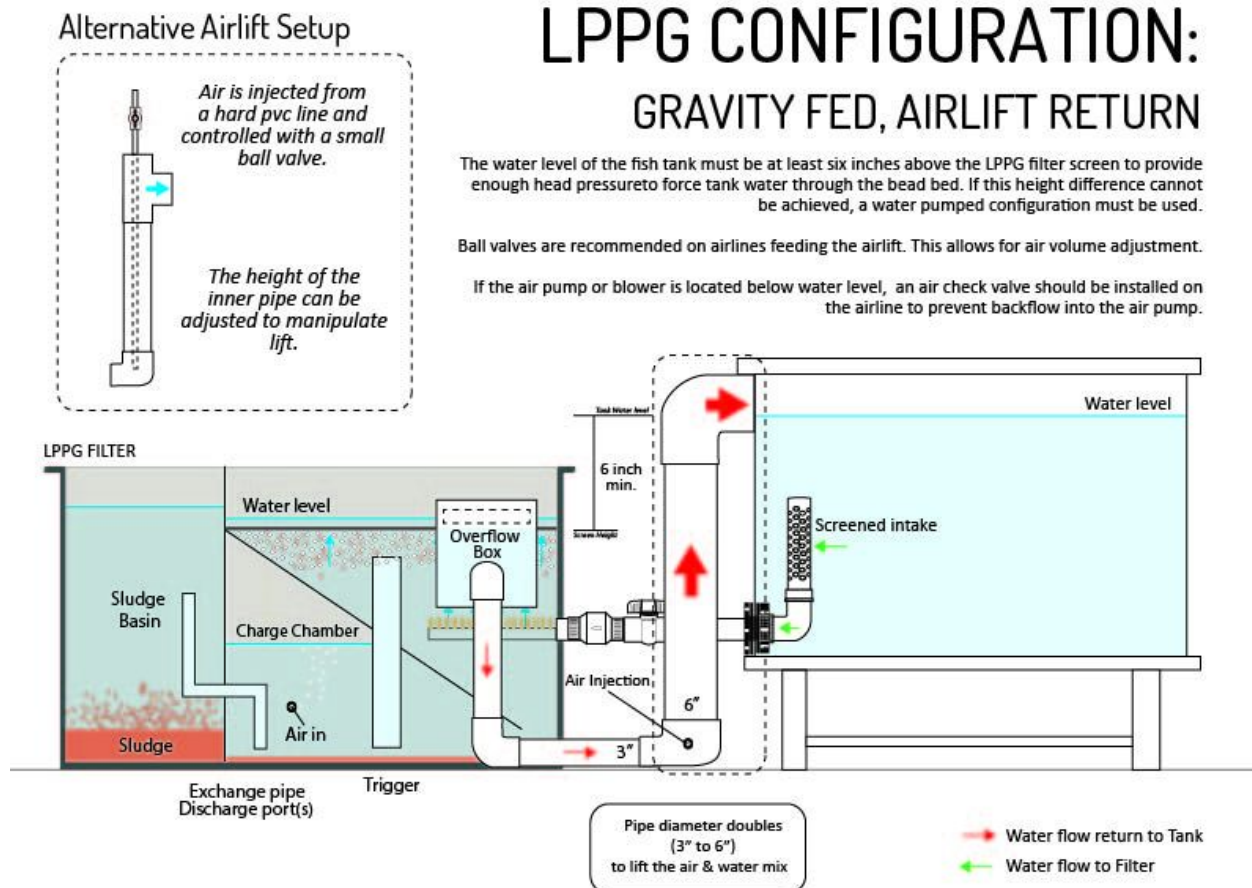 Alternative Airlift Setup
Air is injected from
a hard pvc line and
controlled with a small
ball valve.
The height of the
inner pipe can be
adjusted to manipulate
lift.
LPPG CONFIGURATION:
GRAVITY FED, AIRLIFT RETURN
The water level of the fish tank must be at least six inches above the LPPG filter screen to provide
enough head pressureto force tank water through the bead bed. If this height difference cannot
be achieved, a water pumped configuration must be used.
Ball valves are recommended on airlines feeding the airlift. This allows for air volume adjustment.
If the air pump or blower is located below water level, an air check valve should be installed on
the airline to prevent backflow into the air pump.
Tank Water level
Water level
LPPG FILTER
6 inch
min.
Water level
Screen Height
Screened intake
Overflow
Box
Sludge
Basin
Charge Chamber
Air Injection
6"
Air in
Sludge
3"
Exchange pipe
Discharge port(s)
Trigger
Pipe diameter doubles
(3" to 6")
to lift the air & water mix
Water flow return to Tank
Water flow to Filter